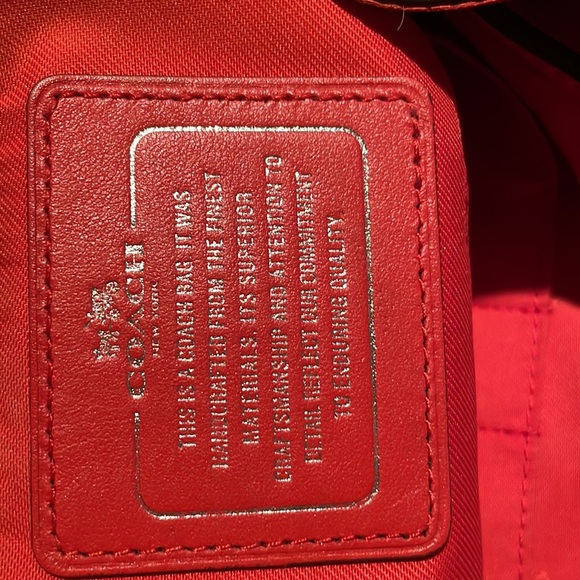 COACH
NEW YORK
THIS IS A COACH BAG. IT WAS
HANDCRAFTED FROM THE FINEST
MATERIALS. ITS SUPERIOR
CRAFTSMANSHIP AND ATTENTION TO
DETAIL REFLECT OUR COMMITMENT
TO ENDURING QUALITY